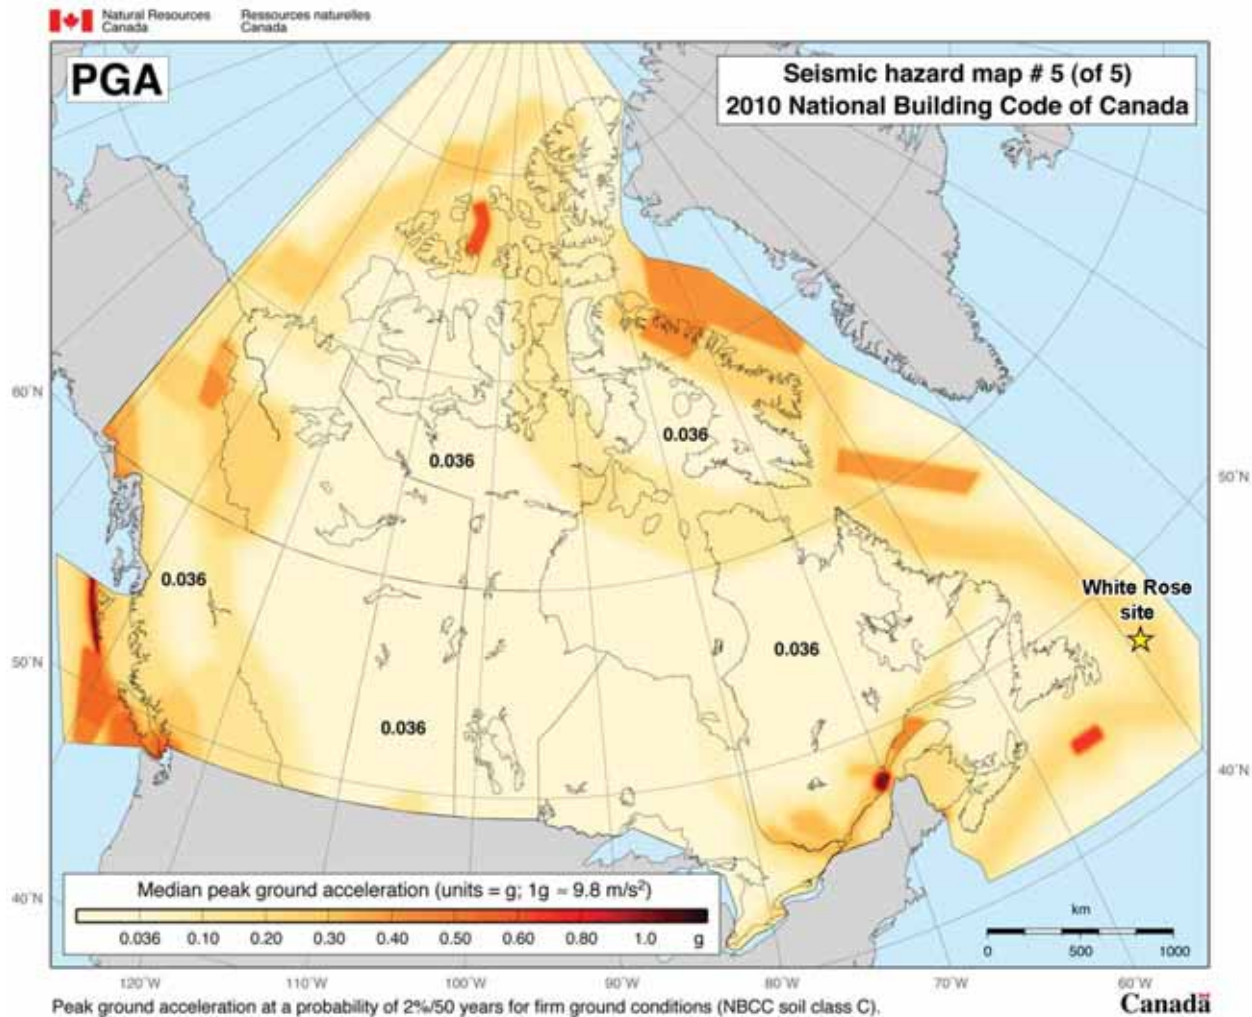 Natural Resources Canada
Ressources naturelles Canada
PGA
Seismic hazard map # 5 (of 5)
2010 National Building Code of Canada
60°N
0.036
0.036
50°N
White Rose
site
0.036
0.036
50°N
0.036
40°N
Median peak ground acceleration (units = g; 1g = 9.8 m/s²)
0.036 0.10 0.20 0.30 0.40 0.50 0.60 0.80 1.0 g
40°N
km
0 500 1000
120°W 110°W 100°W 90°W 80°W 70°W 60°W
Peak ground acceleration at a probability of 2%/50 years for firm ground conditions (NBCC soil class C).
Canada